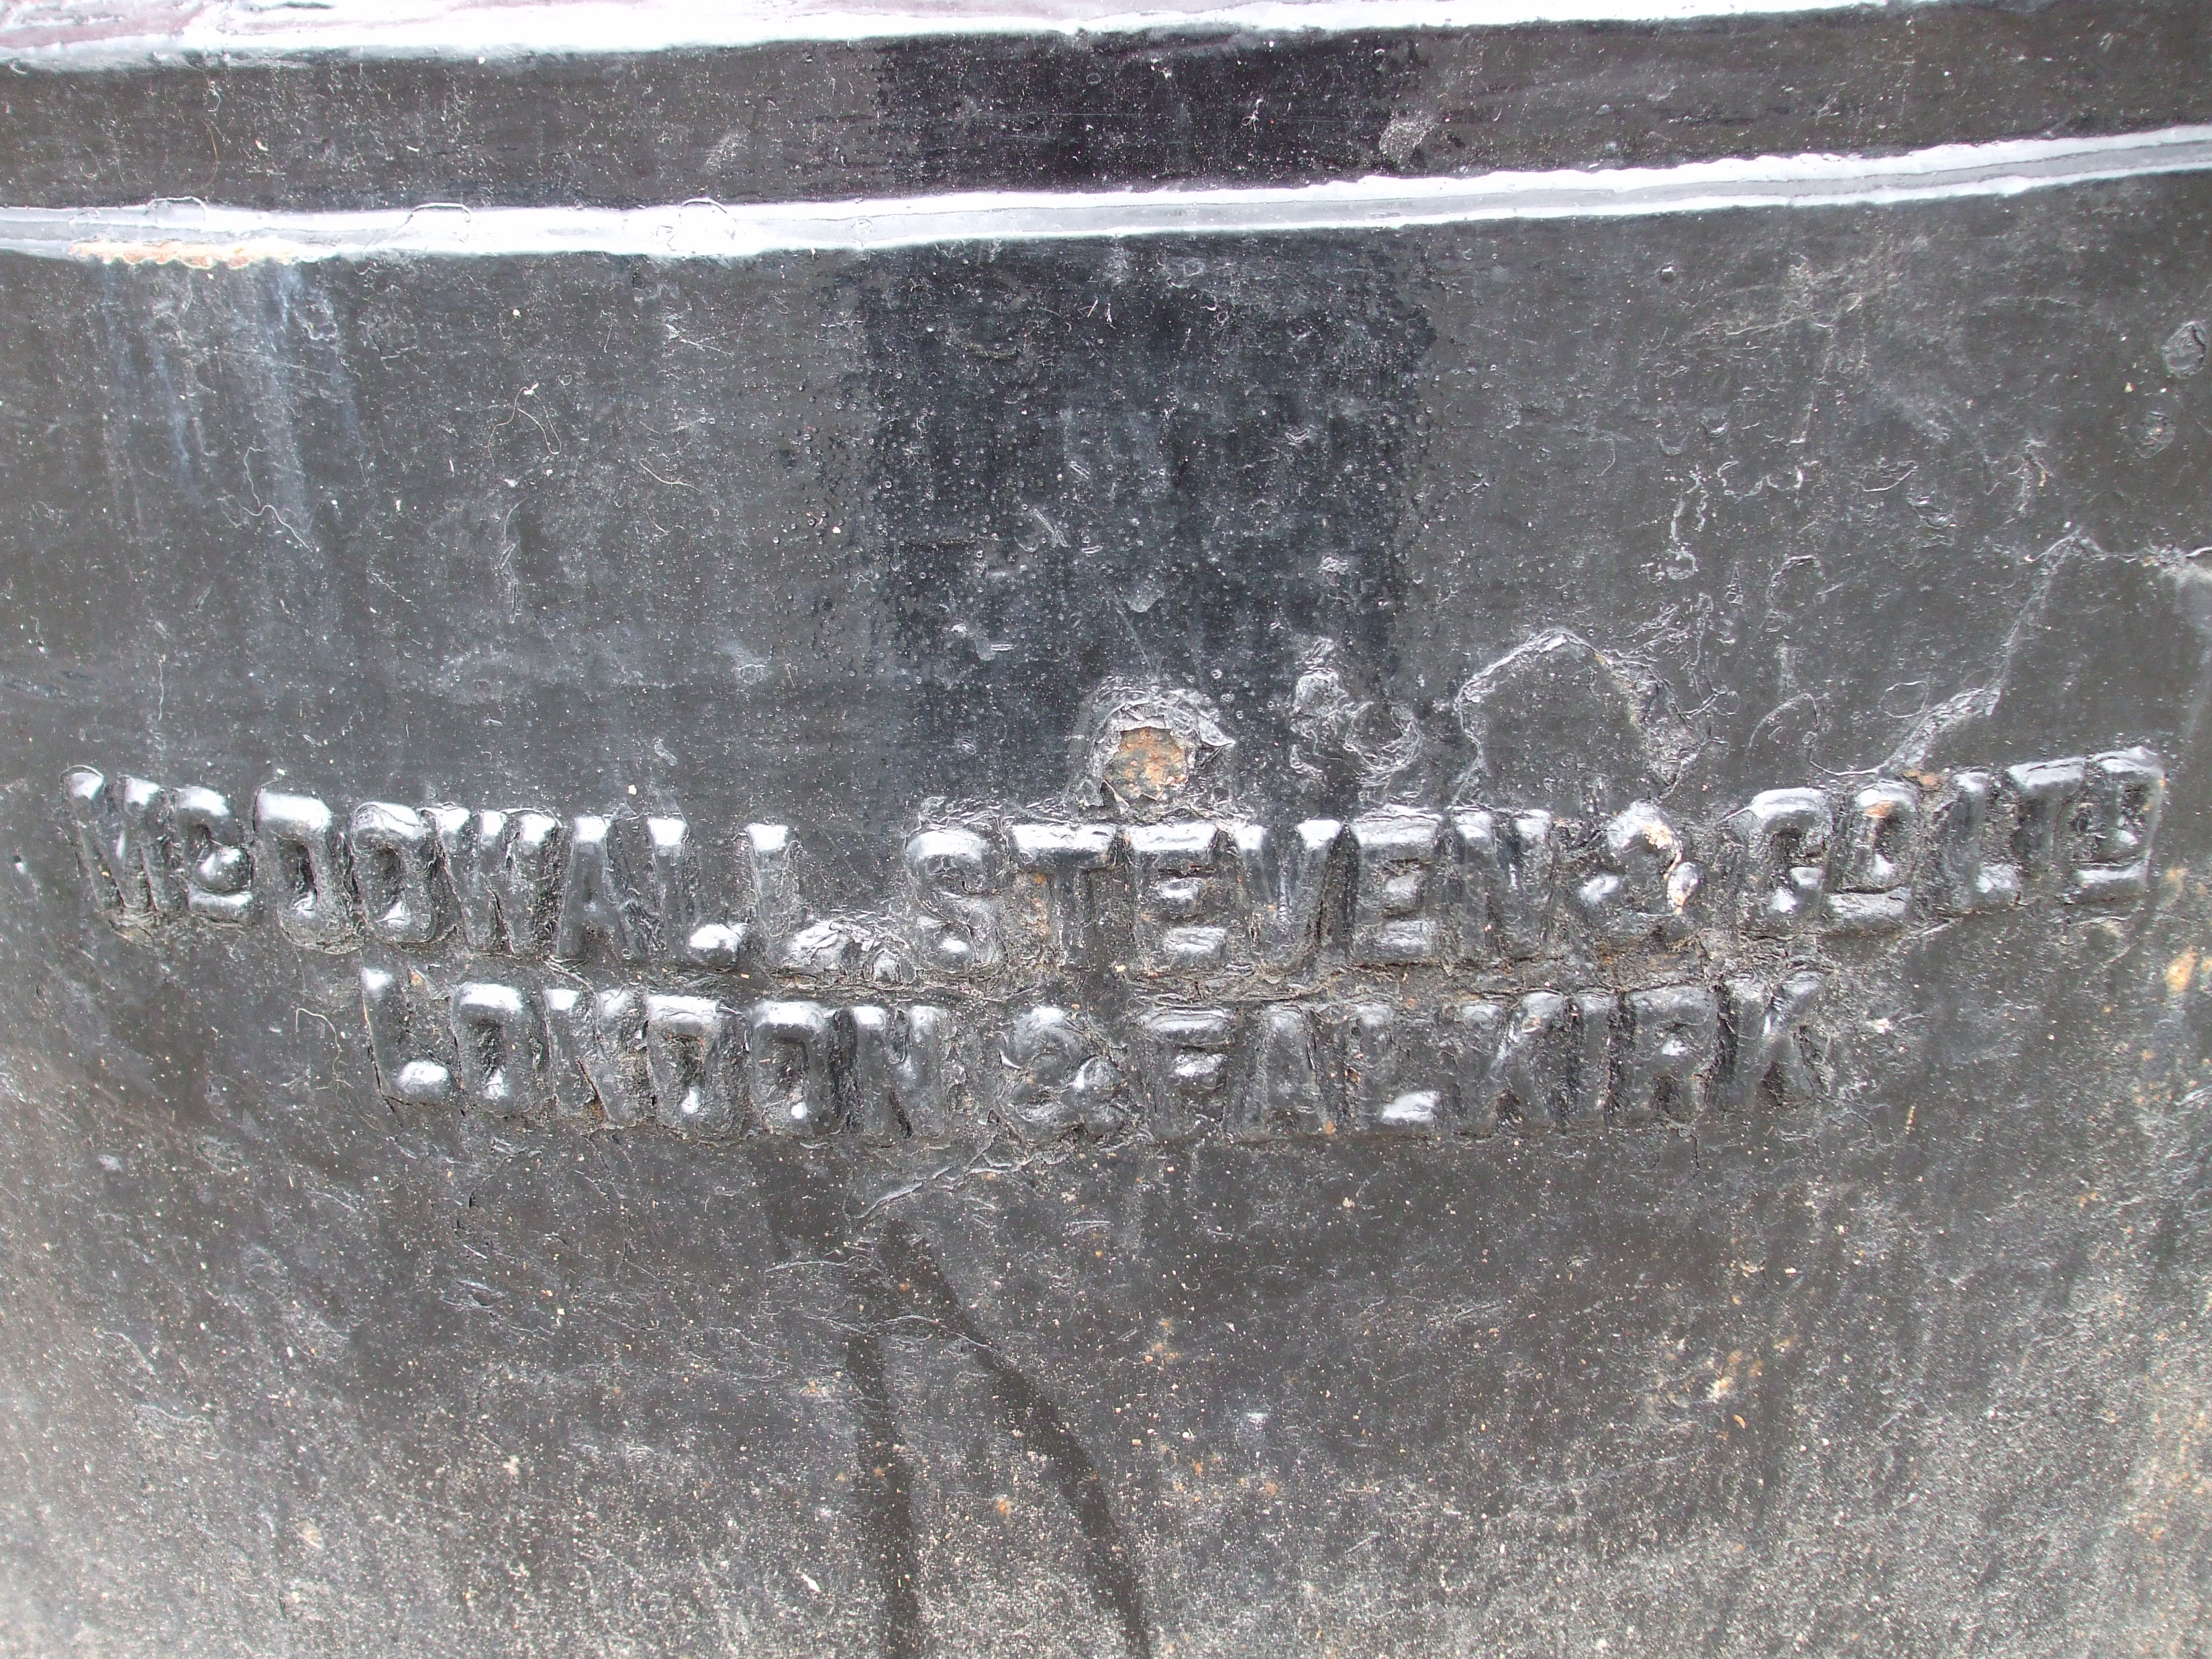 McDOWALL, STEVEN & Co LTD
LONDON & FALKIRK